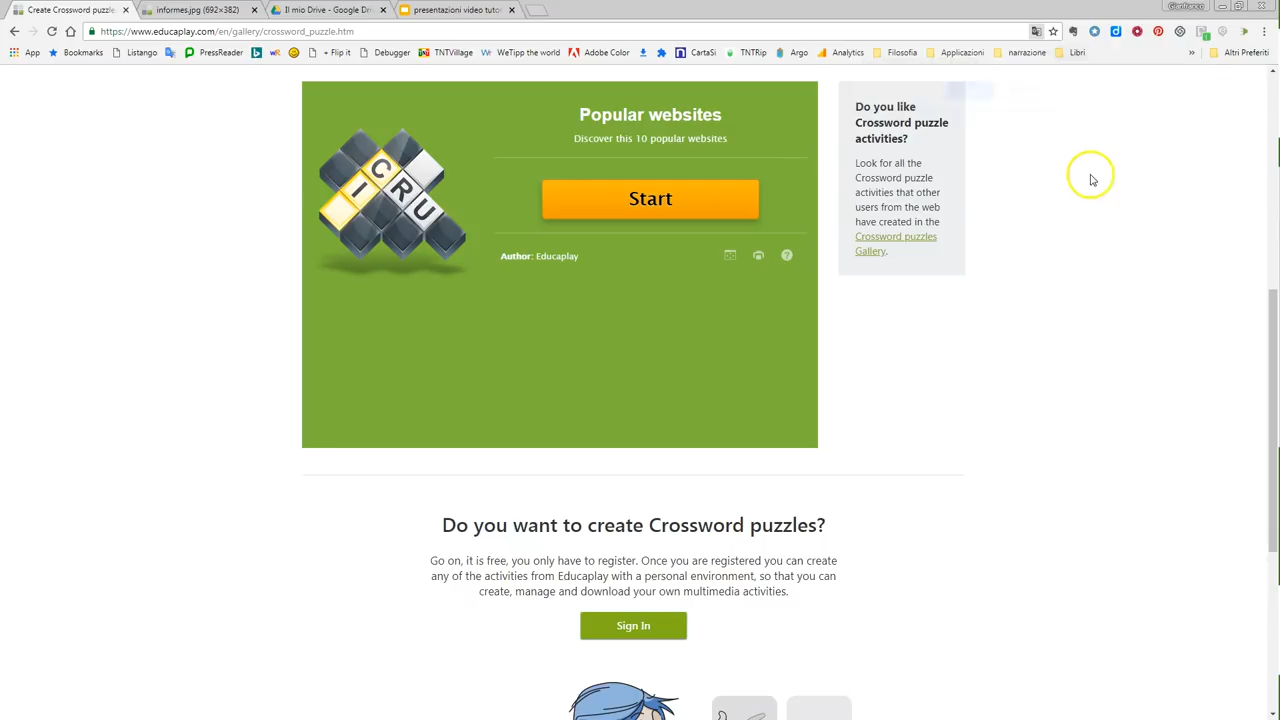 Create Crossword puzzle
informes.jpg (692×382)
Il mio Drive - Google Dr
presentazioni video tutor
Gianfranco
https://www.educaplay.com/en/gallery/crossword_puzzle.htm
App
Bookmarks
Listango
PressReader
wR
+ Flip it
Debugger
TNTVillage
WeTipp the world
Adobe Color
CartaSi
TNTRip
Argo
Analytics
Filosofia
Applicazioni
narrazione
Libri
»
Altri Preferiti
Popular websites
Discover this 10 popular websites
Start
Author: Educaplay
C
I R
U
Do you like
Crossword puzzle
activities?
Look for all the
Crossword puzzle
activities that other
users from the web
have created in the
Crossword puzzles
Gallery.
Do you want to create Crossword puzzles?
Go on, it is free, you only have to register. Once you are registered you can create
any of the activities from Educaplay with a personal environment, so that you can
create, manage and download your own multimedia activities.
Sign In